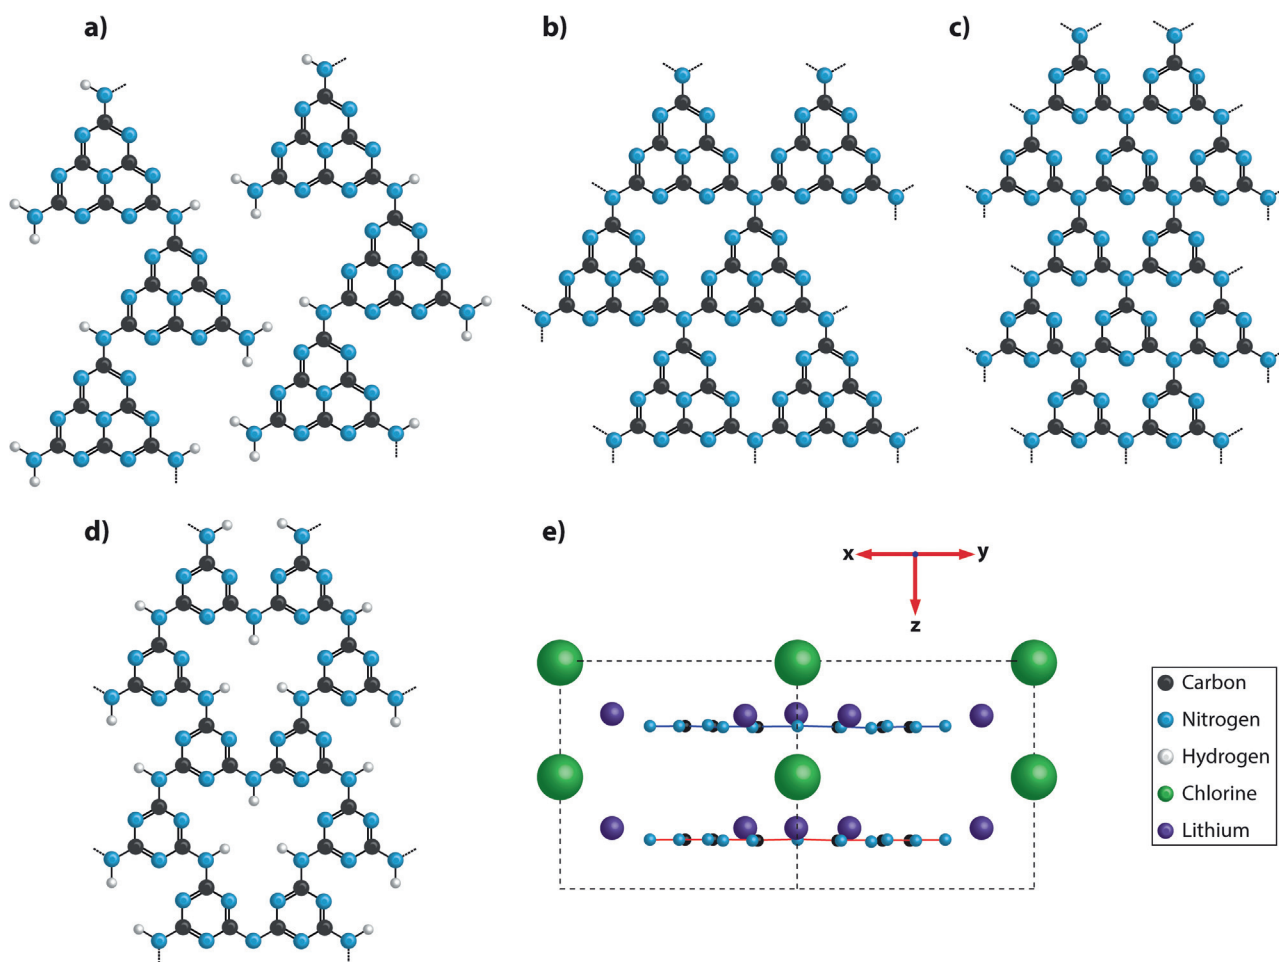 a)
b)
c)
d)
e)
x
y
z
Carbon
Nitrogen
Hydrogen
Chlorine
Lithium